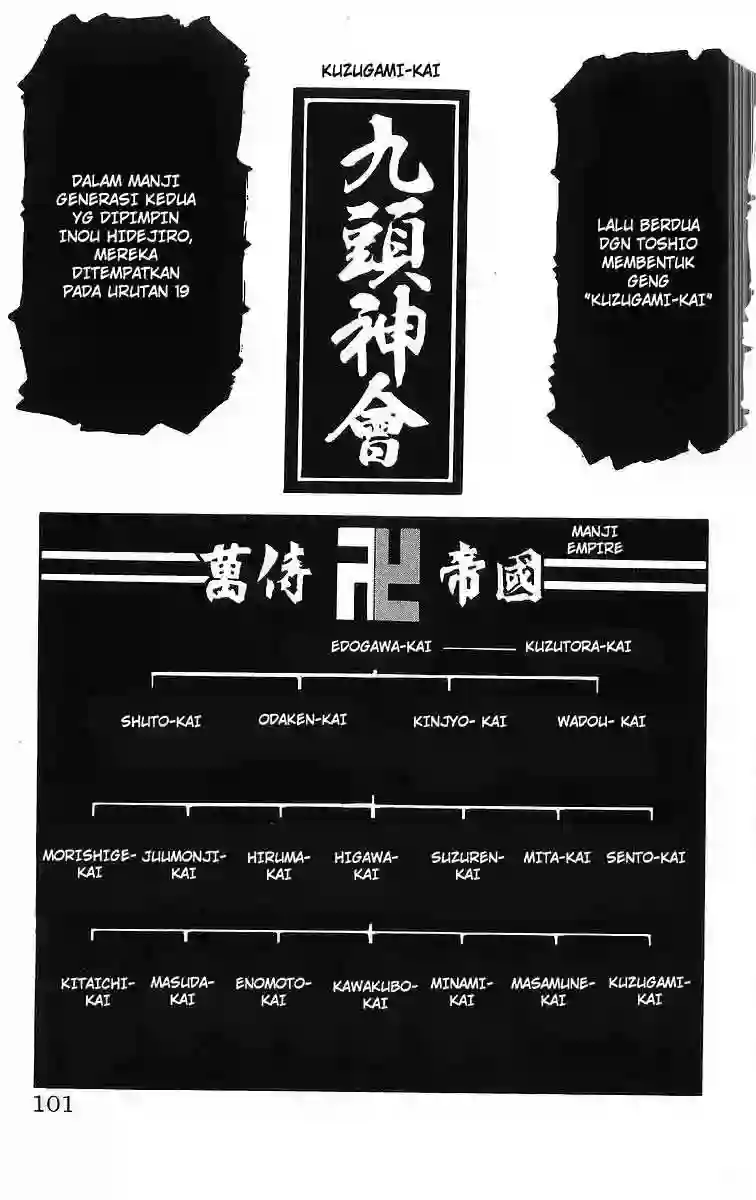 LALU BERDUA
DGN TOSHIO
MEMBENTUK
GENG
"KUZUGAMI-KAI"
KUZUGAMI-KAI
九頭神會
DALAM MANJI
GENERASI KEDUA
YG DIPIMPIN
INOU HIDEJIRO,
MEREKA
DITEMPATKAN
PADA URUTAN 19
萬侍 卍 帝國
MANJI
EMPIRE
EDOGAWA-KAI KUZUTORA-KAI
SHUTO-KAI ODAKEN-KAI KINJYO- KAI WADOU- KAI
MORISHIGE-KAI JUUMONJI-KAI HIRUMA-KAI HIGAWA-KAI SUZUREN-KAI MITA-KAI SENTO-KAI
KITAICHI-KAI MASUDA-KAI ENOMOTO-KAI KAWAKUBO-KAI MINAMI-KAI MASAMUNE-KAI KUZUGAMI-KAI
101